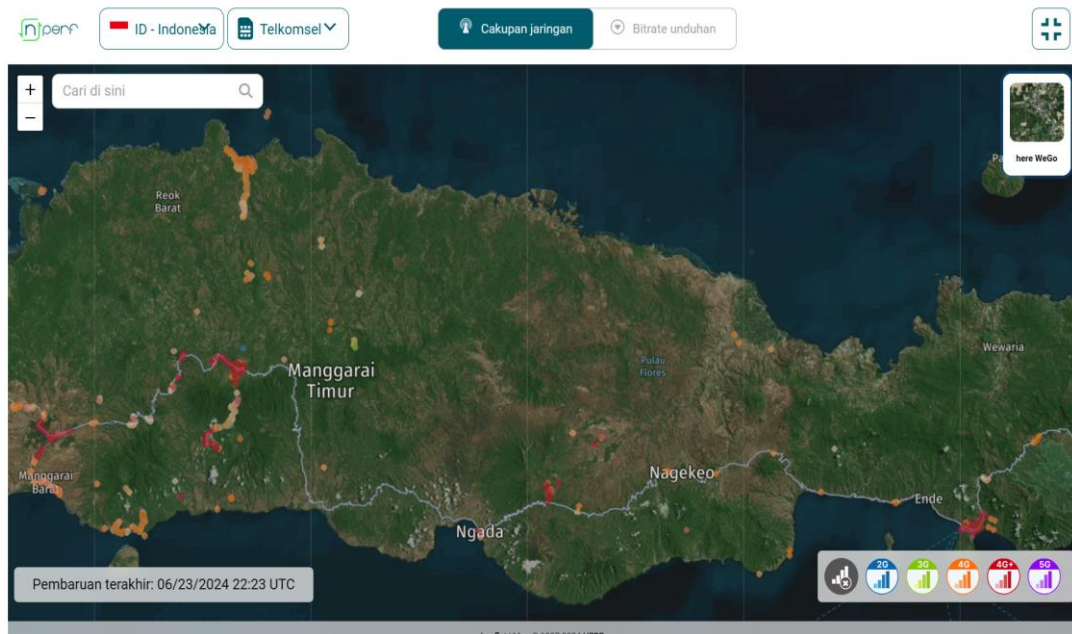 nperf
ID - Indonesia
Telkomsel
Cakupan jaringan
Bitrate unduhan
+
−
Cari di sini
here WeGo
Reok
Barat
Manggarai
Timur
Pulau
Flores
Wewaria
Manggarai
Barat
Nagekeo
Ngada
Ende
Pembaruan terakhir: 06/23/2024 22:23 UTC
2G
3G
4G
4G+
5G